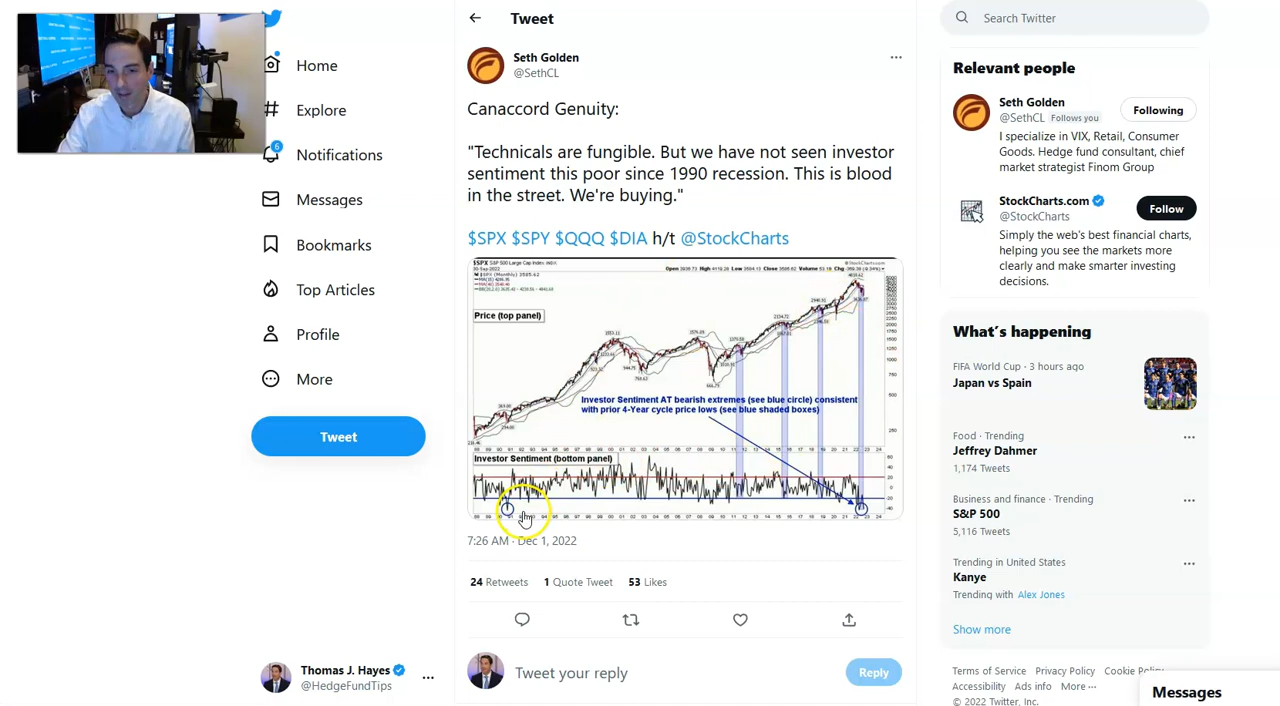 Home
Explore
6
Notifications
Messages
Bookmarks
Top Articles
Profile
More
Tweet
Thomas J. Hayes
@HedgeFundTips
Tweet
Seth Golden
@SethCL
Canaccord Genuity:
"Technicals are fungible. But we have not seen investor
sentiment this poor since 1990 recession. This is blood
in the street. We're buying."
$SPX $SPY $QQQ $DIA h/t @StockCharts
Price (top panel)
Investor Sentiment AT bearish extremes (see blue circle) consistent
with prior 4-Year cycle price lows (see blue shaded boxes)
Investor Sentiment (bottom panel)
7:26 AM · Dec 1, 2022
24 Retweets 1 Quote Tweet 53 Likes
Tweet your reply
Reply
Search Twitter
Relevant people
Seth Golden
@SethCL Follows you
Following
I specialize in VIX, Retail, Consumer
Goods. Hedge fund consultant, chief
market strategist Finom Group
StockCharts.com
@StockCharts
Follow
Simply the web's best financial charts,
helping you see the markets more
clearly and make smarter investing
decisions.
What's happening
FIFA World Cup · 3 hours ago
Japan vs Spain
Food · Trending
Jeffrey Dahmer
1,174 Tweets
Business and finance · Trending
S&P 500
5,116 Tweets
Trending in United States
Kanye
Trending with Alex Jones
Show more
Terms of Service Privacy Policy Cookie Policy
Accessibility Ads info More
© 2022 Twitter, Inc.
Messages